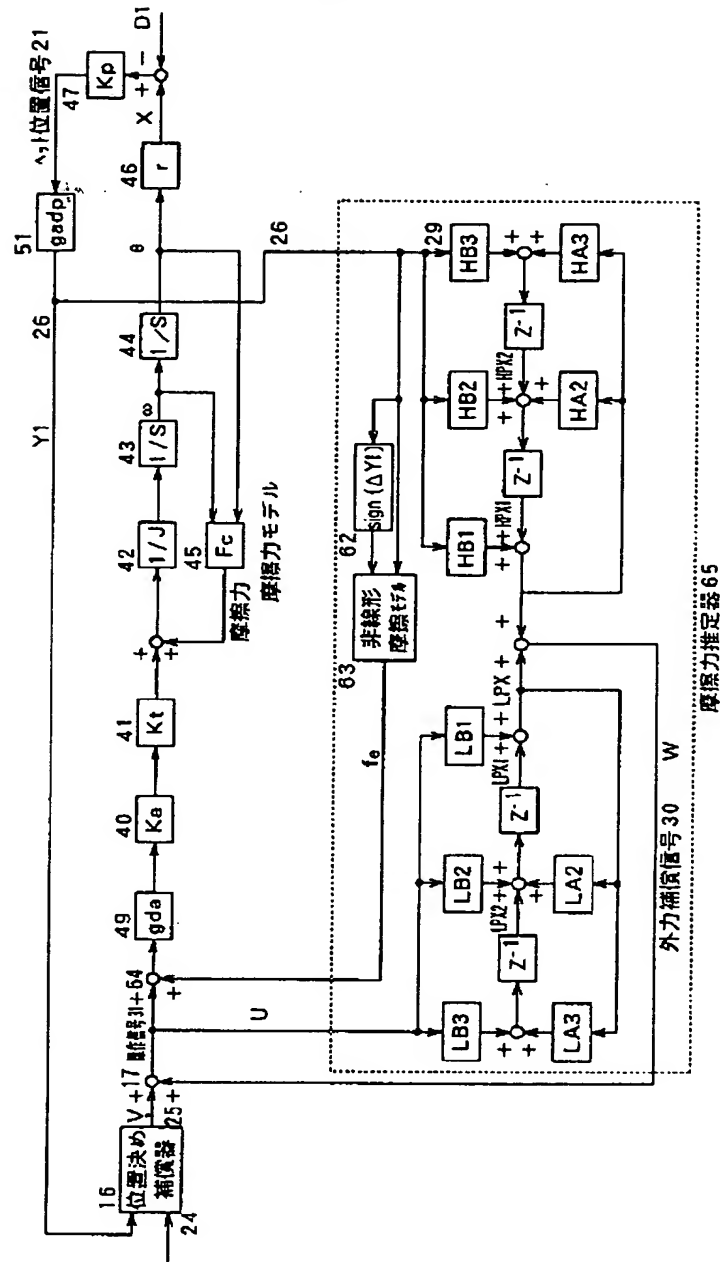 D1
ヘット位置信号21
47
Kp
+
−
X
51
gadp
46
r
26
Y1
θ
26
44
1/S
ω
43
1/S
42
1/J
45
Fc
摩擦力
摩擦力モデル
+
+
41
Kt
40
Ka
49
gda
16
位置決め
補償器
24
V
+
17
25
+
操作信号31
+
64
+
U
fe
62
sign(ΔY1)
63
非線形
摩擦モデル
29
HB3
HB2
HB1
+
+
HA3
Z-1
HPX2
+
+
+
HA2
Z-1
HPX1
+
+
LB1
LB2
LB3
LPX
+
+
LPX1
+
+
Z-1
LPX2
+
+
+
LA2
Z-1
+
+
LA3
W
外力補償信号30
摩擦力推定器65